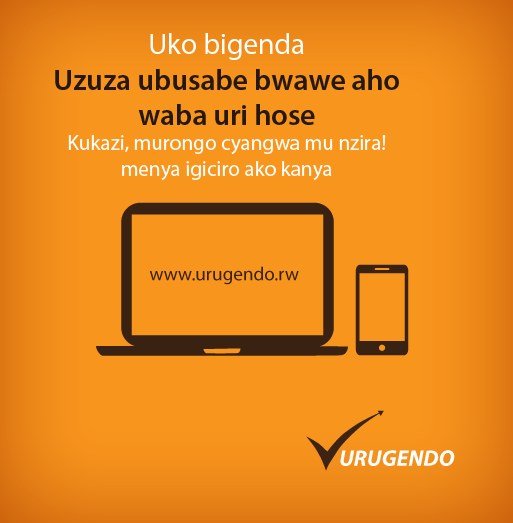 Uko bigenda
Uzuza ubusabe bwawe aho
waba uri hose
Kukazi, murongo cyangwa mu nzira!
menya igiciro ako kanya
www.urugendo.rw
URUGENDO